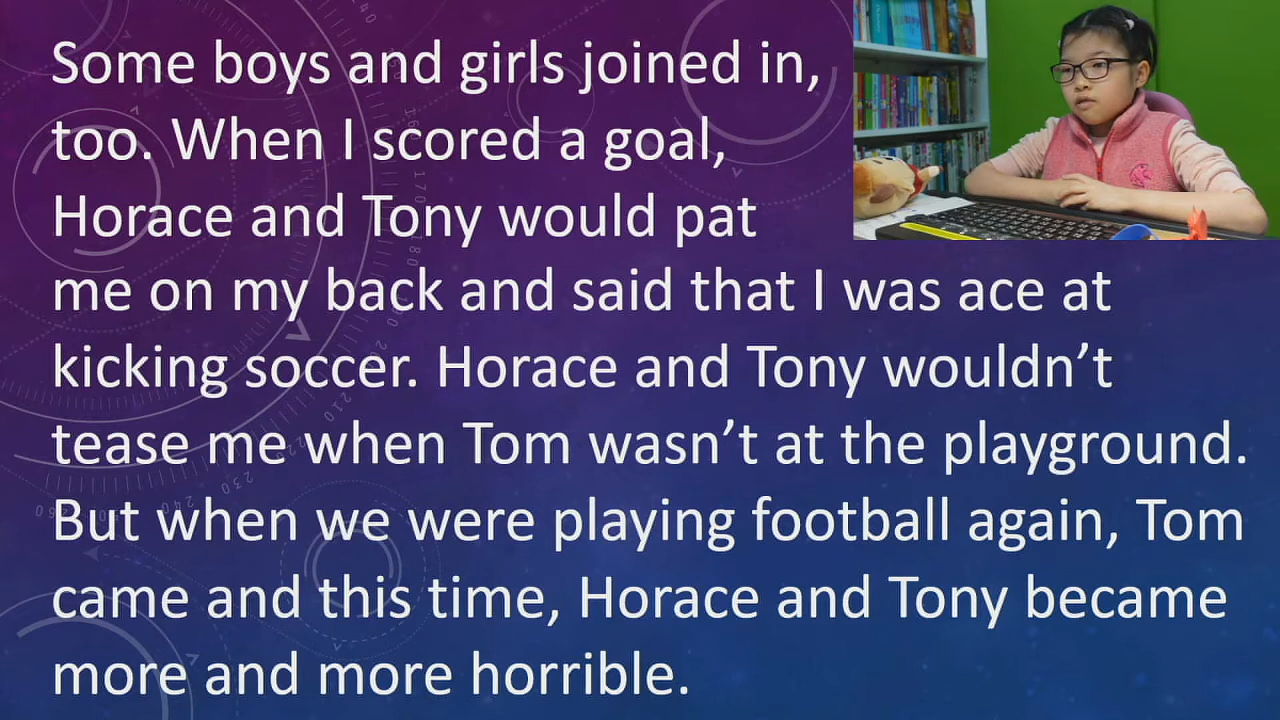 Some boys and girls joined in,
too. When I scored a goal,
Horace and Tony would pat
me on my back and said that I was ace at
kicking soccer. Horace and Tony wouldn’t
tease me when Tom wasn’t at the playground.
But when we were playing football again, Tom
came and this time, Horace and Tony became
more and more horrible.